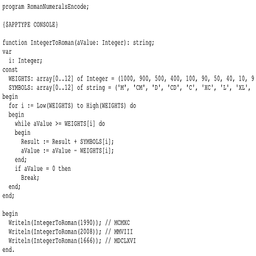 program RomanNumeralsEncode;

{$APPTYPE CONSOLE}

function IntegerToRoman(aValue: Integer): string;
var
  i: Integer;
const
  WEIGHTS: array[0..12] of Integer = (1000, 900, 500, 400, 100, 90, 50, 40, 10, 9
  SYMBOLS: array[0..12] of string = ('M', 'CM', 'D', 'CD', 'C', 'XC', 'L', 'XL',
begin
  for i := Low(WEIGHTS) to High(WEIGHTS) do
  begin
    while aValue >= WEIGHTS[i] do
    begin
      Result := Result + SYMBOLS[i];
      aValue := aValue - WEIGHTS[i];
    end;
    if aValue = 0 then
      Break;
  end;
end;

begin
  Writeln(IntegerToRoman(1990)); // MCMXC
  Writeln(IntegerToRoman(2008)); // MMVIII
  Writeln(IntegerToRoman(1666)); // MDCLXVI
end.